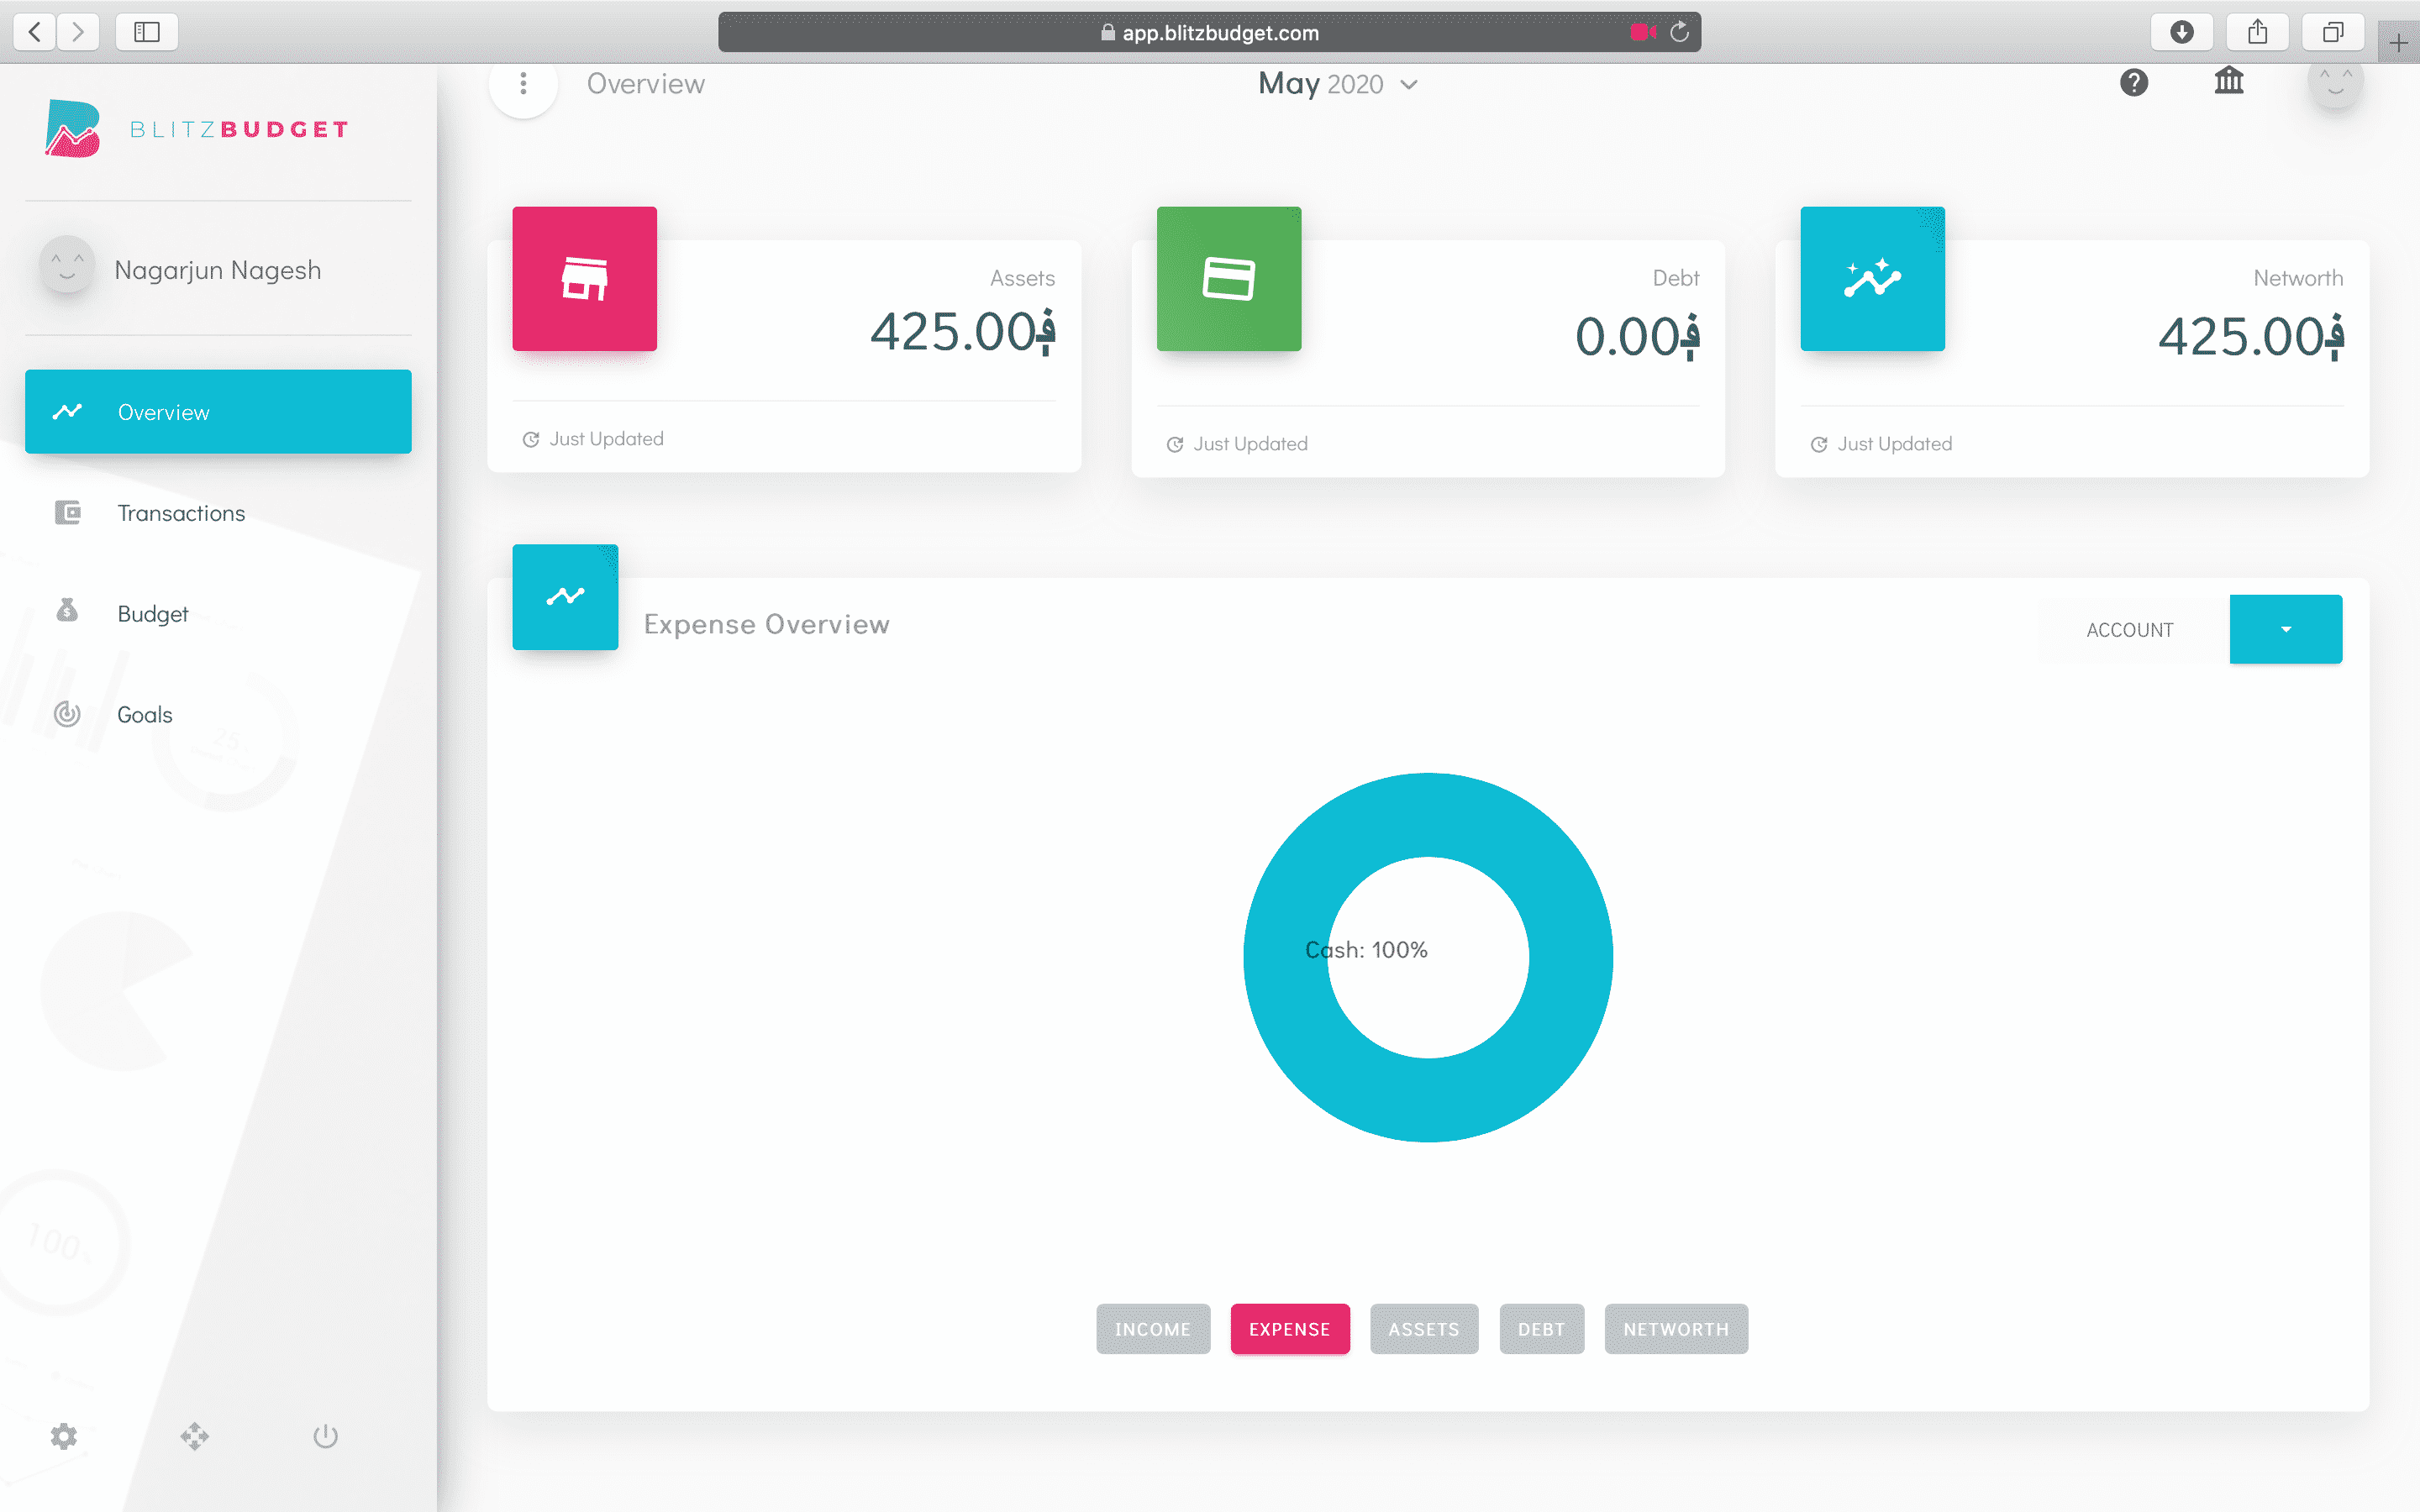 app.blitzbudget.com
BLITZBUDGET
Overview
May 2020
Nagarjun Nagesh
Overview
Transactions
Budget
Goals
Assets
425.00؋
Just Updated
Debt
0.00؋
Just Updated
Networth
425.00؋
Just Updated
Expense Overview
ACCOUNT
Cash: 100%
INCOME
EXPENSE
ASSETS
DEBT
NETWORTH
25
100%